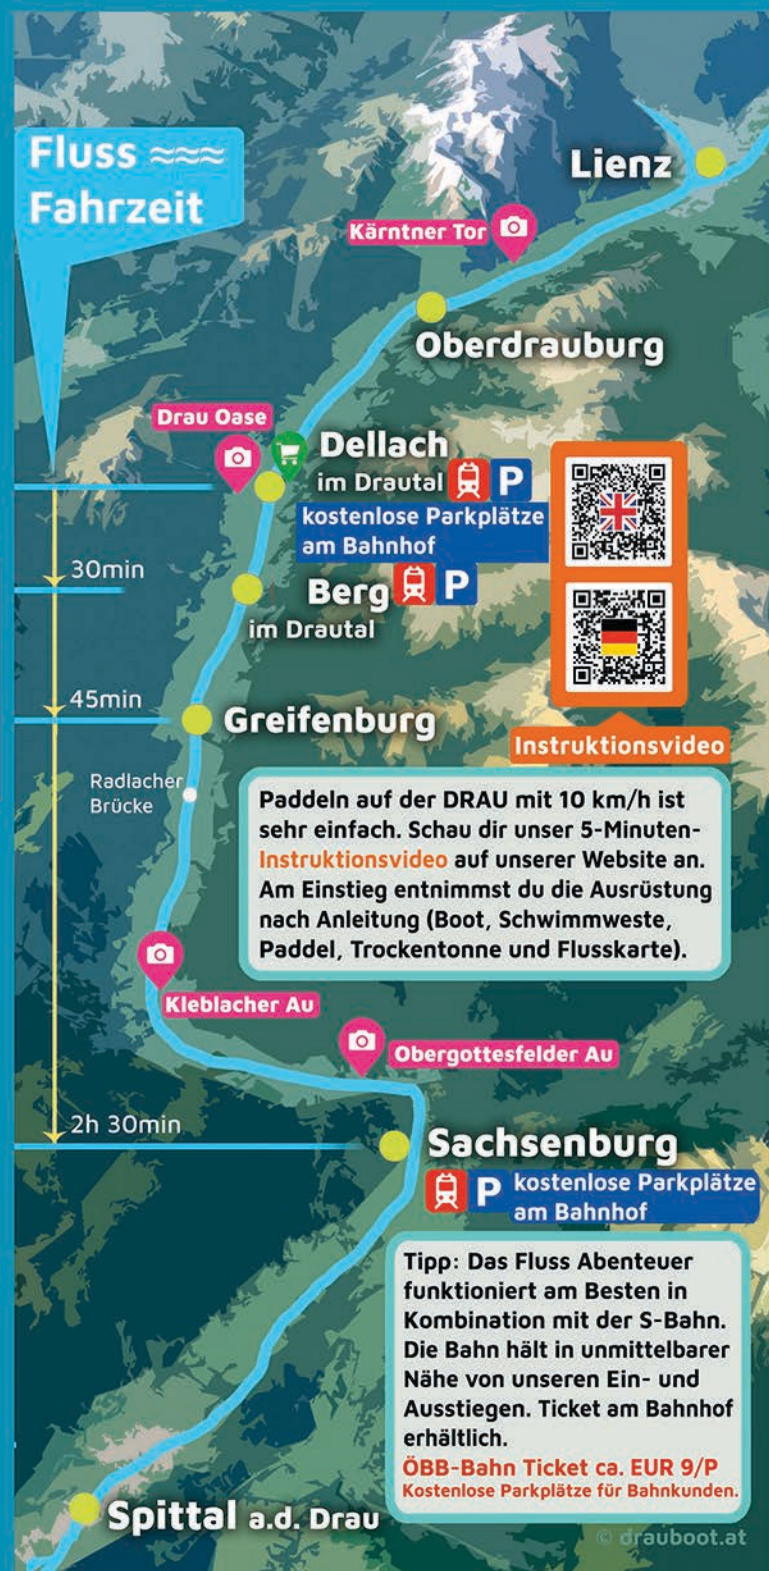 Fluss
Fahrzeit
Lienz
Kärntner Tor
Oberdrauburg
Drau Oase
Dellach
im Drautal P
kostenlose Parkplätze
am Bahnhof
30min
Berg P
im Drautal
45min
Greifenburg
Instruktionsvideo
Radlacher
Brücke
Paddeln auf der DRAU mit 10 km/h ist
sehr einfach. Schau dir unser 5-Minuten-
Instruktionsvideo auf unserer Website an.
Am Einstieg entnimmst du die Ausrüstung
nach Anleitung (Boot, Schwimmweste,
Paddel, Trockentonne und Flusskarte).
Kleblacher Au
Obergottesfelder Au
2h 30min
Sachsenburg
P kostenlose Parkplätze
am Bahnhof
Tipp: Das Fluss Abenteuer
funktioniert am Besten in
Kombination mit der S-Bahn.
Die Bahn hält in unmittelbarer
Nähe von unseren Ein- und
Ausstiegen. Ticket am Bahnhof
erhältlich.
ÖBB-Bahn Ticket ca. EUR 9/P
Kostenlose Parkplätze für Bahnkunden.
Spittal a.d. Drau
© drauboot.at